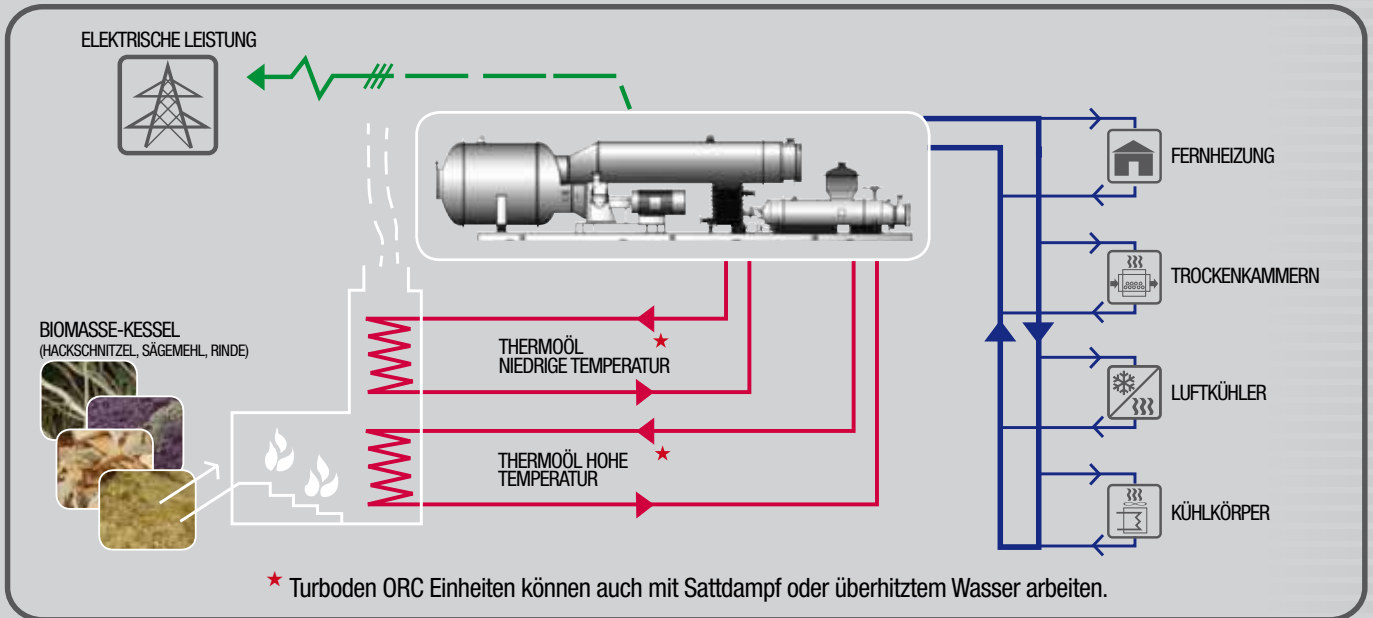 ELEKTRISCHE LEISTUNG
FERNHEIZUNG
TROCKENKAMMERN
BIOMASSE-KESSEL
(HACKSCHNITZEL, SÄGEMEHL, RINDE)
THERMOÖL
NIEDRIGE TEMPERATUR
LUFTKÜHLER
THERMOÖL HOHE
TEMPERATUR
KÜHLKÖRPER
★ Turboden ORC Einheiten können auch mit Sattdampf oder überhitztem Wasser arbeiten.